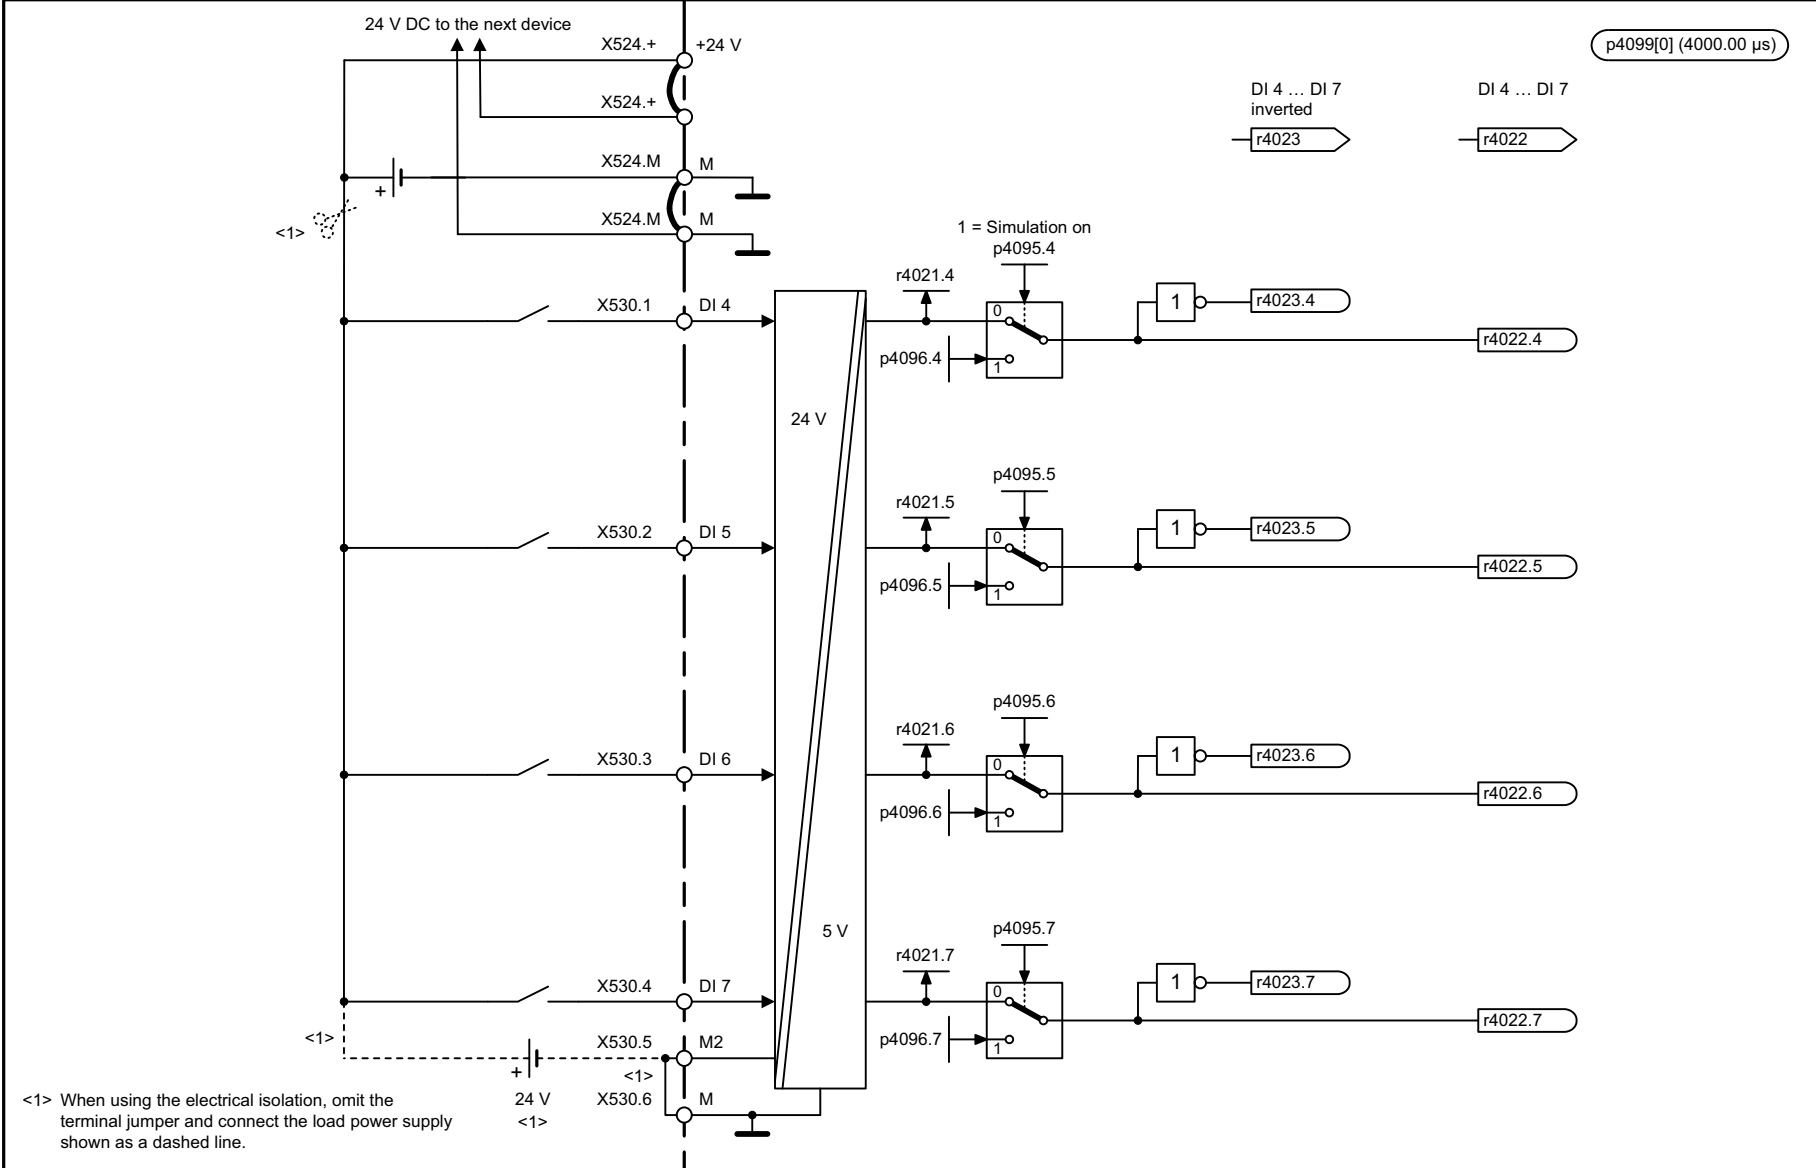 24 V DC to the next device
X524.+
+24 V
p4099[0] (4000.00 µs)
X524.+
DI 4 … DI 7
inverted
DI 4 … DI 7
r4023
r4022
X524.M
M
+
X524.M
M
<1>
1 = Simulation on
p4095.4
r4021.4
X530.1
DI 4
0
1
r4023.4
r4022.4
p4096.4
1
24 V
p4095.5
r4021.5
X530.2
DI 5
0
1
r4023.5
r4022.5
p4096.5
1
p4095.6
r4021.6
X530.3
DI 6
0
1
r4023.6
r4022.6
p4096.6
1
5 V
p4095.7
r4021.7
X530.4
DI 7
0
1
r4023.7
r4022.7
p4096.7
1
<1>
X530.5
M2
+
<1>
24 V
<1>
X530.6
M
<1> When using the electrical isolation, omit the
terminal jumper and connect the load power supply
shown as a dashed line.